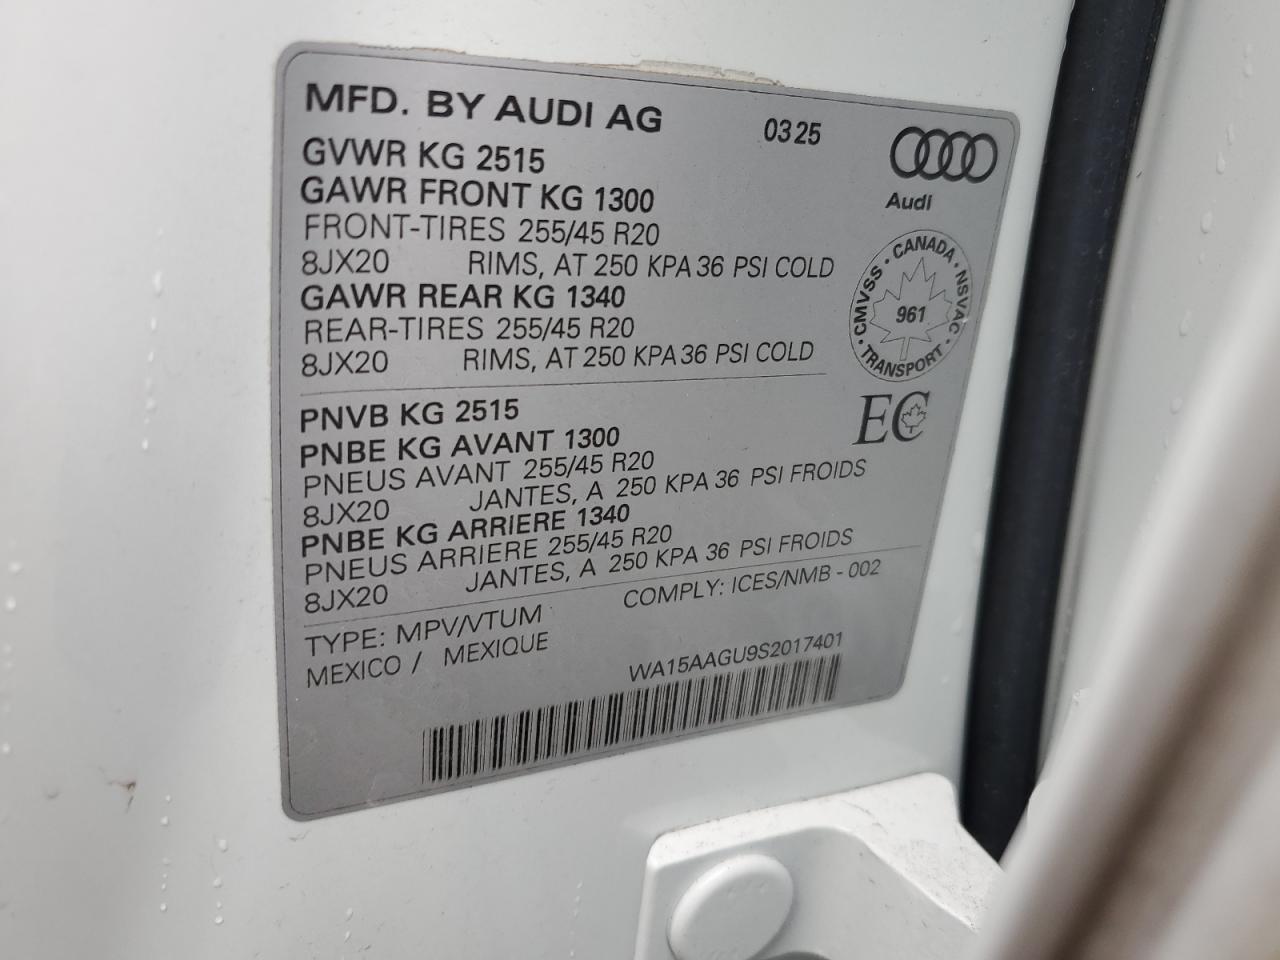 MFD. BY AUDI AG 03 25
Audi
GVWR KG 2515
GAWR FRONT KG 1300
FRONT-TIRES 255/45 R20
8JX20 RIMS, AT 250 KPA 36 PSI COLD
GAWR REAR KG 1340
REAR-TIRES 255/45 R20
8JX20 RIMS, AT 250 KPA 36 PSI COLD
CMVSS · CANADA · NSVAC · TRANSPORT ·
961
EC
PNVB KG 2515
PNBE KG AVANT 1300
PNEUS AVANT 255/45 R20
8JX20 JANTES, A 250 KPA 36 PSI FROIDS
PNBE KG ARRIERE 1340
PNEUS ARRIERE 255/45 R20
8JX20 JANTES, A 250 KPA 36 PSI FROIDS
TYPE: MPV/VTUM COMPLY: ICES/NMB - 002
MEXICO / MEXIQUE
WA15AAGU9S2017401